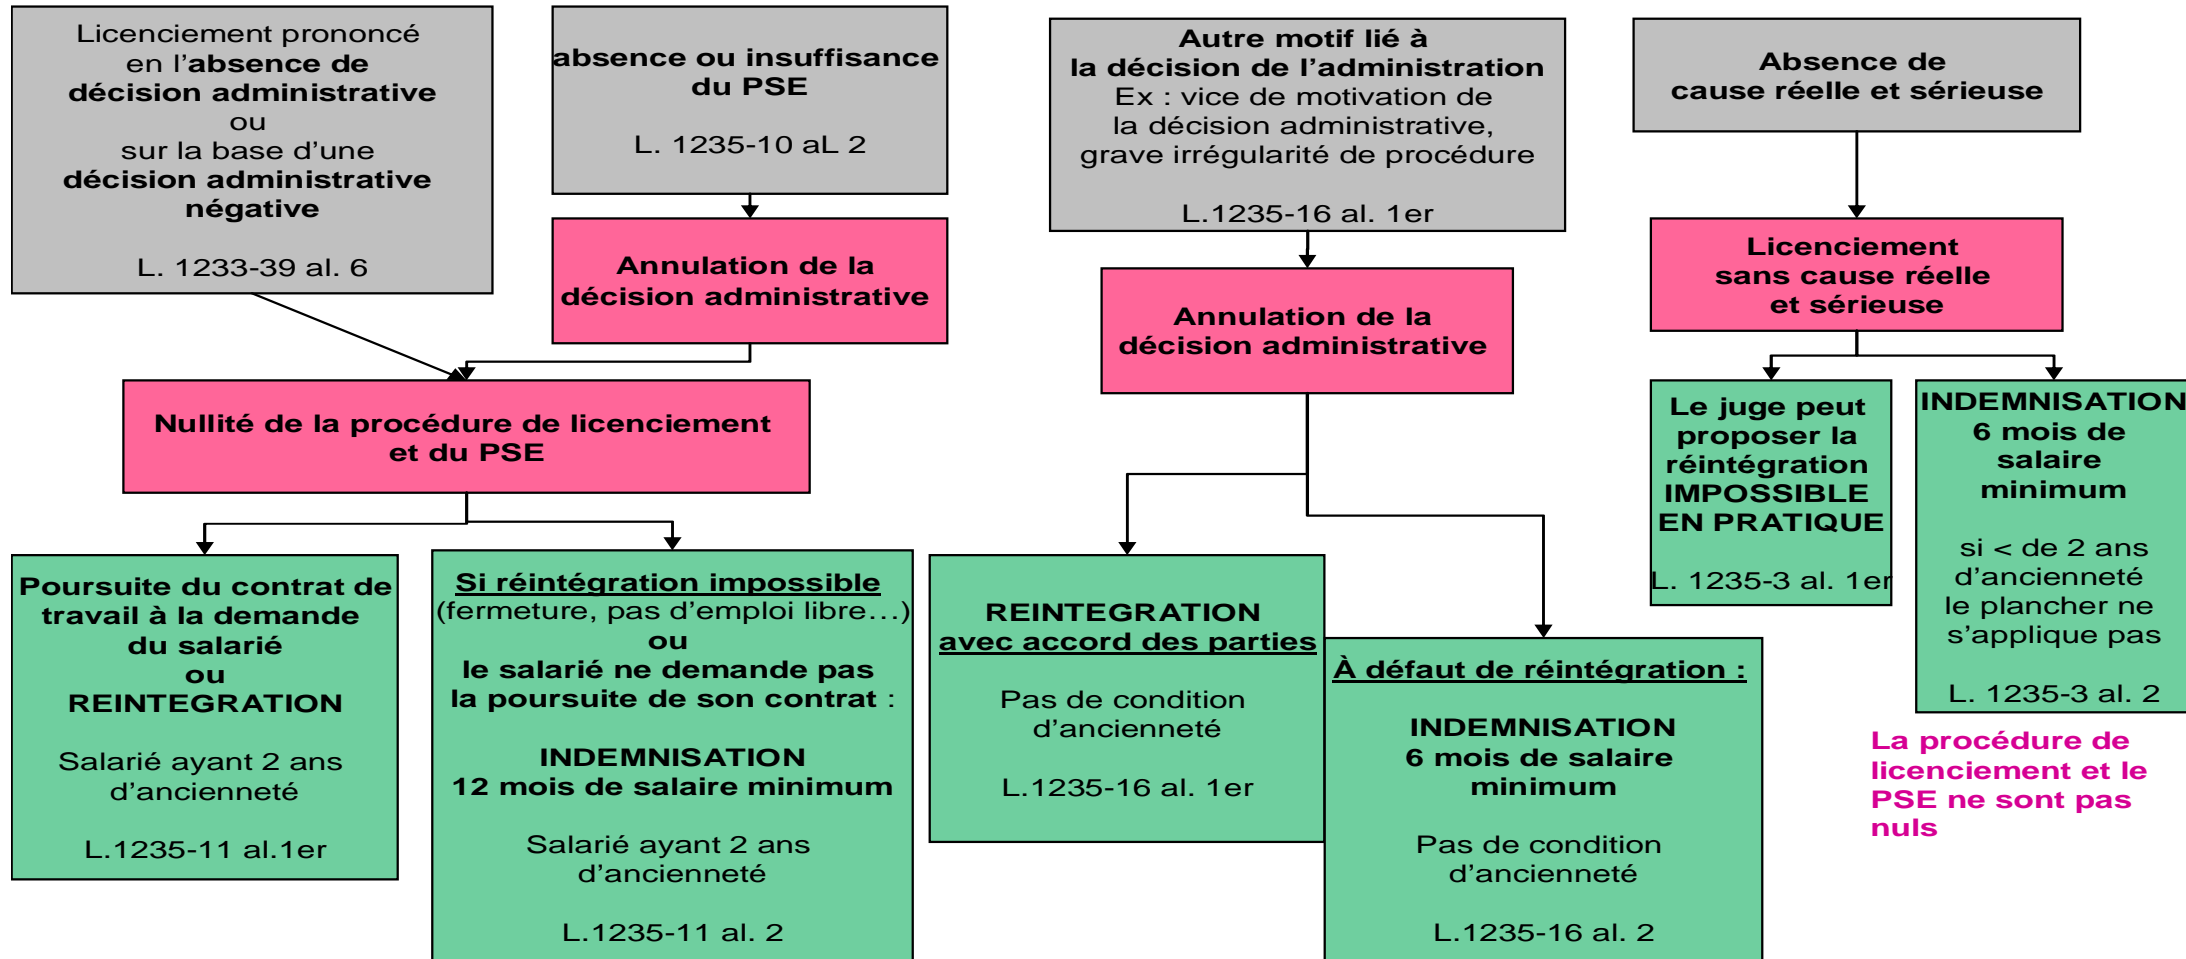 Licenciement prononcé
en l'absence de
décision administrative
ou
sur la base d'une
décision administrative
négative
L. 1233-39 al. 6
absence ou insuffisance
du PSE
L. 1235-10 aL 2
Autre motif lié à
la décision de l'administration
Ex : vice de motivation de
la décision administrative,
grave irrégularité de procédure
L.1235-16 al. 1er
Absence de
cause réelle et sérieuse
Annulation de la
décision administrative
Annulation de la
décision administrative
Licenciement
sans cause réelle
et sérieuse
Nullité de la procédure de licenciement
et du PSE
Le juge peut
proposer la
réintégration
IMPOSSIBLE
EN PRATIQUE
L. 1235-3 al. 1er
INDEMNISATION
6 mois de
salaire
minimum
si < de 2 ans
d'ancienneté
le plancher ne
s'applique pas
L. 1235-3 al. 2
Poursuite du contrat de
travail à la demande
du salarié
ou
REINTEGRATION
Salarié ayant 2 ans
d'ancienneté
L.1235-11 al.1er
Si réintégration impossible
(fermeture, pas d'emploi libre…)
ou
le salarié ne demande pas
la poursuite de son contrat :
INDEMNISATION
12 mois de salaire minimum
Salarié ayant 2 ans
d'ancienneté
L.1235-11 al. 2
REINTEGRATION
avec accord des parties
Pas de condition
d'ancienneté
L.1235-16 al. 1er
À défaut de réintégration :
INDEMNISATION
6 mois de salaire
minimum
Pas de condition
d'ancienneté
L.1235-16 al. 2
La procédure de
licenciement et le
PSE ne sont pas
nuls